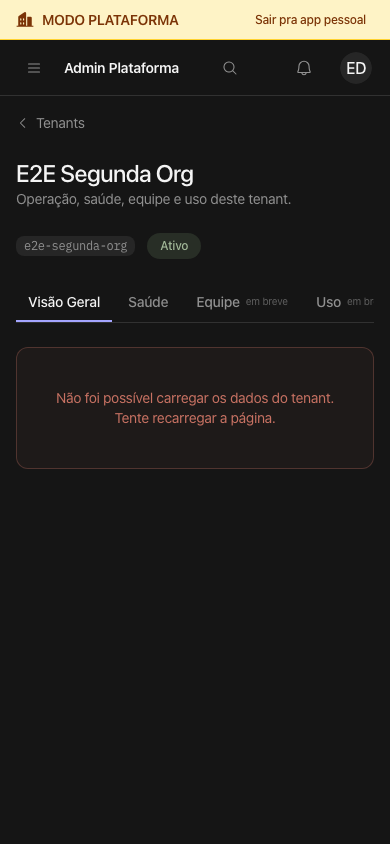 MODO PLATAFORMA
Sair pra app pessoal
Admin Plataforma
ED
Tenants
E2E Segunda Org
Operação, saúde, equipe e uso deste tenant.
e2e-segunda-org
Ativo
Visão Geral
Saúde
Equipe em breve
Uso em br
Não foi possível carregar os dados do tenant.
Tente recarregar a página.